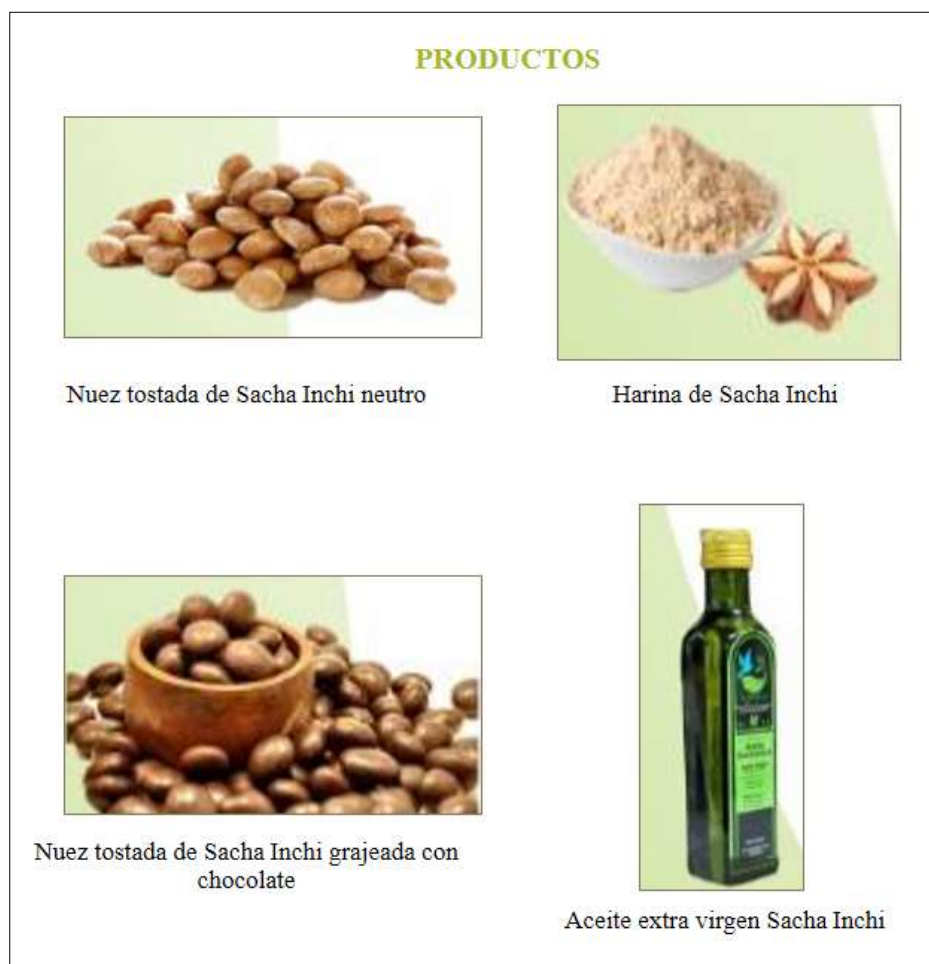 PRODUCTOS
Nuez tostada de Sacha Inchi neutro
Harina de Sacha Inchi
Nuez tostada de Sacha Inchi grajeada con
chocolate
Aceite extra virgen Sacha Inchi